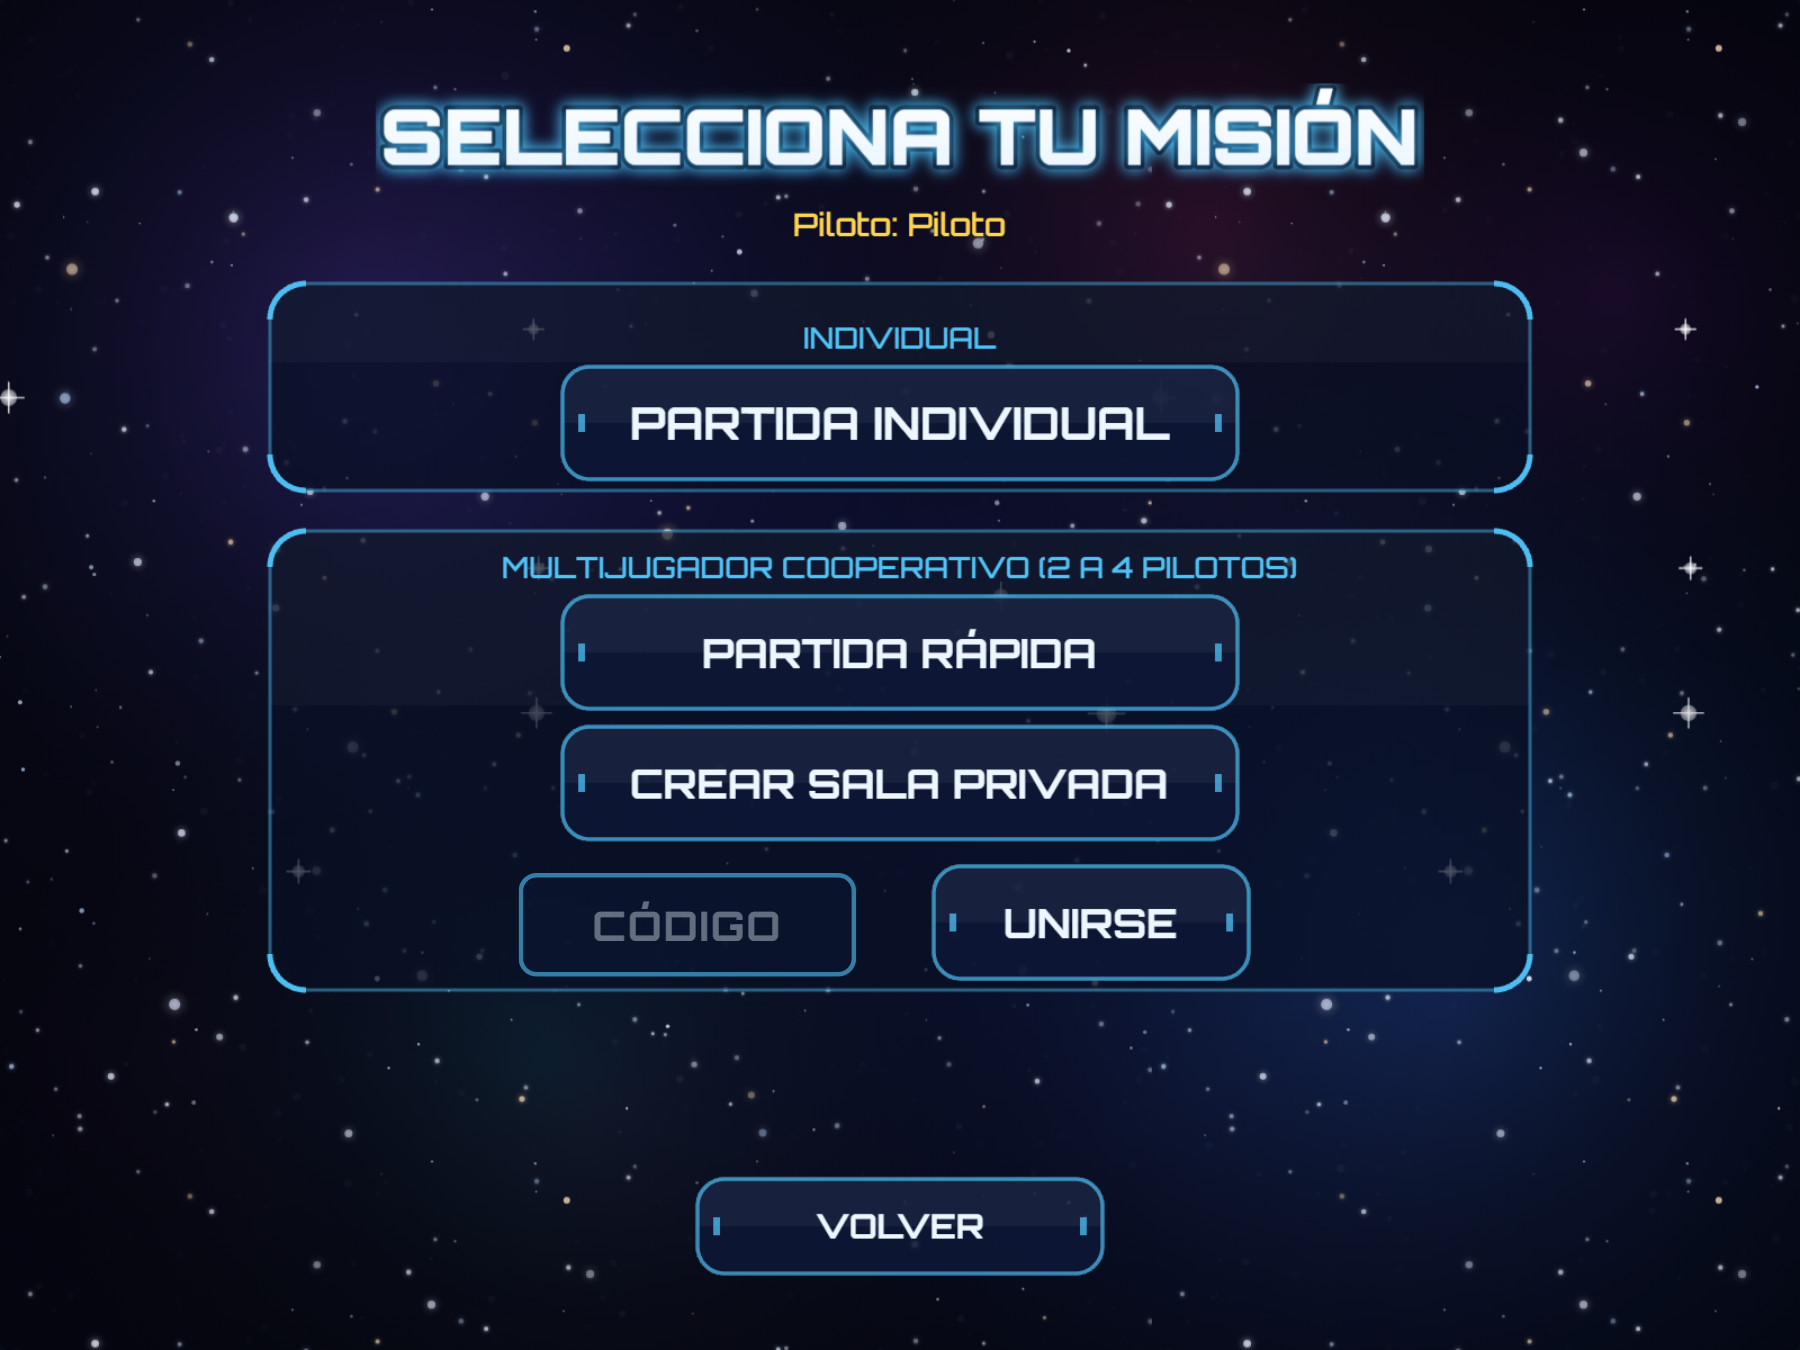 SELECCIONA TU MISIÓN
Piloto: Piloto
INDIVIDUAL
PARTIDA INDIVIDUAL
MULTIJUGADOR COOPERATIVO (2 A 4 PILOTOS)
PARTIDA RÁPIDA
CREAR SALA PRIVADA
CÓDIGO
UNIRSE
VOLVER